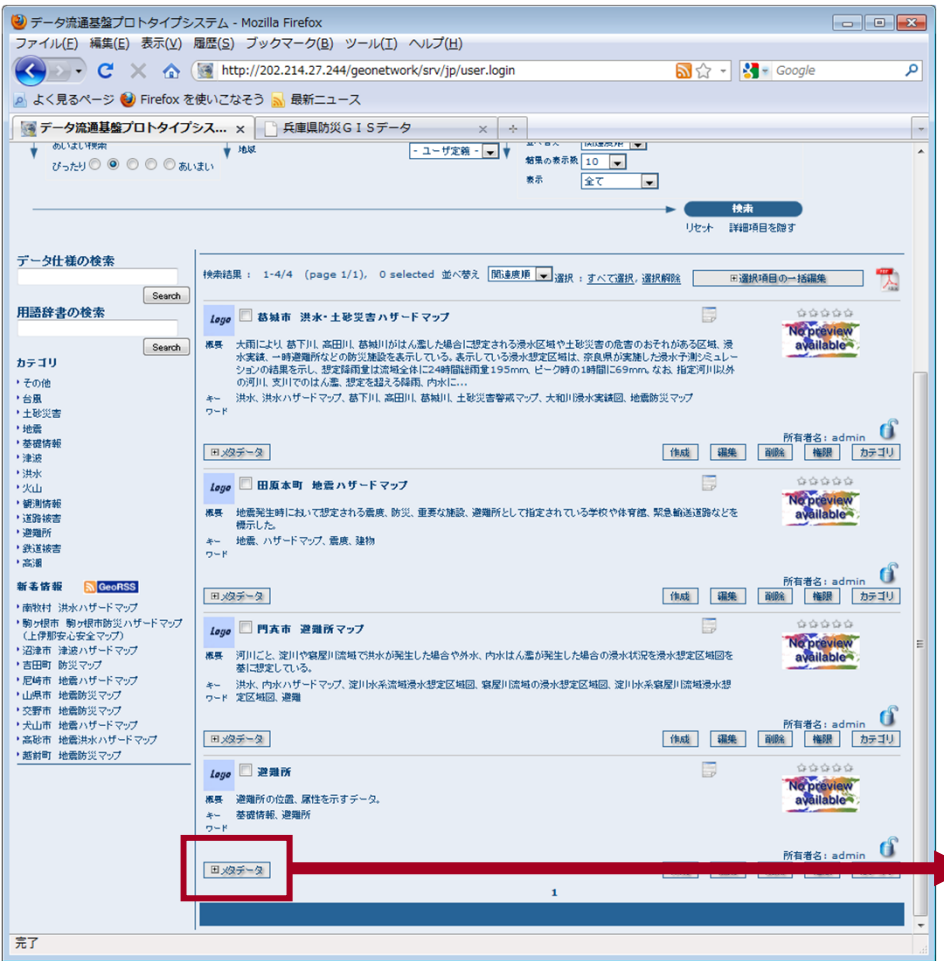 データ流通基盤プロトタイプシステム - Mozilla Firefox
ファイル(F) 編集(E) 表示(V) 履歴(S) ブックマーク(B) ツール(T) ヘルプ(H)
http://202.214.27.244/geonetwork/srv/jp/user.login
Google
よく見るページ Firefox を使いこなそう 最新ニュース
データ流通基盤プロトタイプシス... x
兵庫県防災GISデータ x
あいまい検索
ぴったり あいまい
地域
- ユーザ定義 -
並べ替え 関連度順
結果の表示数 10
表示 全て
検索
リセット 詳細項目を隠す
データ仕様の検索
Search
用語辞書の検索
Search
カテゴリ
その他
台風
土砂災害
地震
基礎情報
津波
洪水
火山
観測情報
道路被害
避難所
鉄道被害
高潮
新着情報 GeoRSS
南牧村 洪水ハザードマップ
駒ヶ根市 駒ヶ根市防災ハザードマップ
(上伊那安心安全マップ)
沼津市 津波ハザードマップ
吉田町 防災マップ
尼崎市 地震ハザードマップ
山県市 地震防災マップ
交野市 地震防災マップ
犬山市 地震ハザードマップ
高砂市 地震洪水ハザードマップ
越前町 地震防災マップ
検索結果 : 1-4/4 (page 1/1), 0 selected 並べ替え 関連度順 選択 : すべて選択, 選択解除 選択項目の一括編集
Logo 葛城市 洪水・土砂災害ハザードマップ
No preview available
概要 大雨により、葛下川、高田川、葛城川がはん濫した場合に想定される浸水区域や土砂災害の危害のおそれがある区域、浸
水実績、一時避難所などの防災施設を表示している。表示している浸水想定区域は、奈良県が実施した浸水予測シミュレー
ションの結果を示し、想定降雨量は流域全体に24時間総雨量195mm、ピーク時の1時間に69mm。なお、指定河川以外
の河川、支川でのはん濫、想定を超える降雨、内水に...
キーワード 洪水、洪水ハザードマップ、葛下川、高田川、葛城川、土砂災害警戒マップ、大和川浸水実績図、地震防災マップ
所有者名: admin
メタデータ 作成 編集 削除 権限 カテゴリ
Logo 田原本町 地震ハザードマップ
No preview available
概要 地震発生時において想定される震度、防災、重要な施設、避難所として指定されている学校や体育館、緊急輸送道路などを
標示した。
キーワード 地震、ハザードマップ、震度、建物
所有者名: admin
メタデータ 作成 編集 削除 権限 カテゴリ
Logo 門真市 避難所マップ
No preview available
概要 河川ごと、淀川や寝屋川流域で洪水が発生した場合や外水、内水はん濫が発生した場合の浸水状況を浸水想定区域図を
基に想定している。
キーワード 洪水、内水ハザードマップ、淀川水系流域浸水想定区域図、寝屋川流域の浸水想定区域図、淀川水系寝屋川流域浸水想
定区域図、避難
所有者名: admin
メタデータ 作成 編集 削除 権限 カテゴリ
Logo 避難所
No preview available
概要 避難所の位置、属性を示すデータ。
キーワード 基礎情報、避難所
所有者名: admin
メタデータ
1
完了